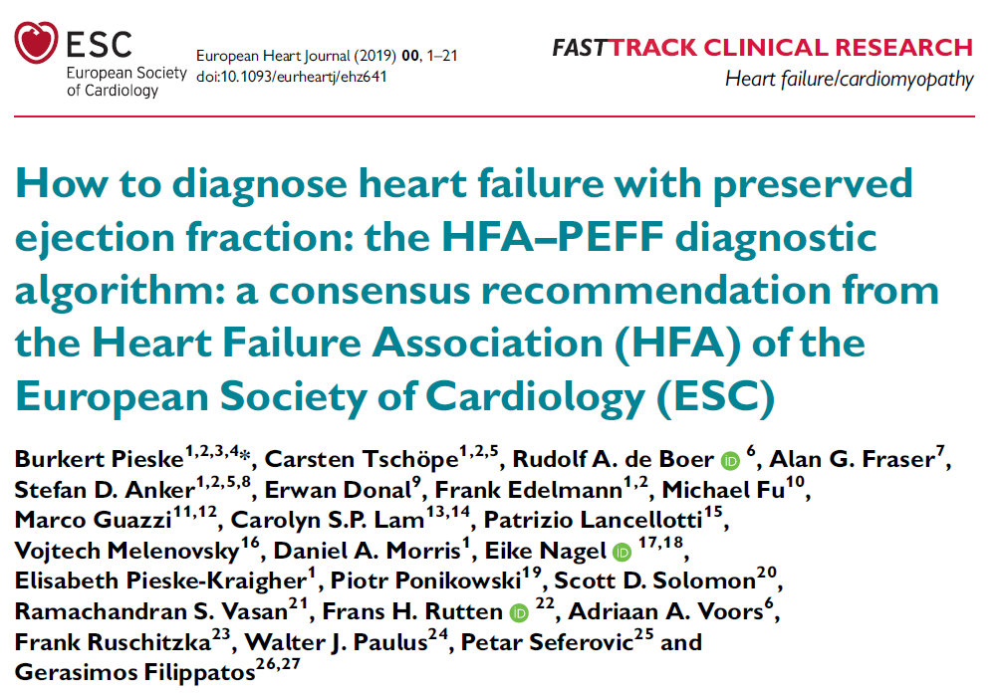 ESC
European Society
of Cardiology
European Heart Journal (2019) 00, 1–21
doi:10.1093/eurheartj/ehz641
FASTTRACK CLINICAL RESEARCH
Heart failure/cardiomyopathy
How to diagnose heart failure with preserved
ejection fraction: the HFA–PEFF diagnostic
algorithm: a consensus recommendation from
the Heart Failure Association (HFA) of the
European Society of Cardiology (ESC)
Burkert Pieske1,2,3,4*, Carsten Tschöpe1,2,5, Rudolf A. de Boer iD 6, Alan G. Fraser7,
Stefan D. Anker1,2,5,8, Erwan Donal9, Frank Edelmann1,2, Michael Fu10,
Marco Guazzi11,12, Carolyn S.P. Lam13,14, Patrizio Lancellotti15,
Vojtech Melenovsky16, Daniel A. Morris1, Eike Nagel iD 17,18,
Elisabeth Pieske-Kraigher1, Piotr Ponikowski19, Scott D. Solomon20,
Ramachandran S. Vasan21, Frans H. Rutten iD 22, Adriaan A. Voors6,
Frank Ruschitzka23, Walter J. Paulus24, Petar Seferovic25 and
Gerasimos Filippatos26,27